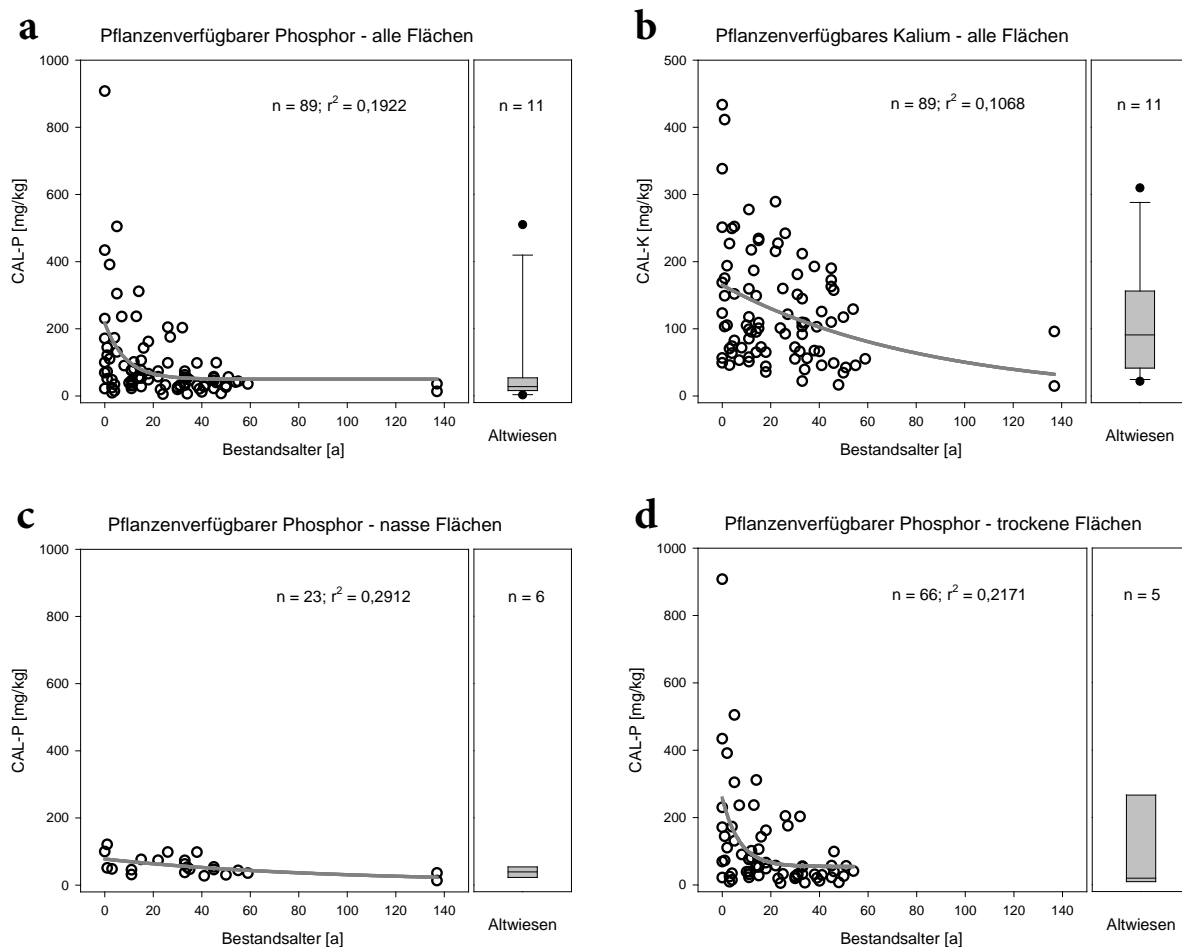 a
Pflanzenverfügbarer Phosphor - alle Flächen
1000
800
600
400
200
0
CAL-P [mg/kg]
n = 89; r² = 0,1922
n = 11
0 20 40 60 80 100 120 140
Bestandsalter [a]
Altwiesen
b
Pflanzenverfügbares Kalium - alle Flächen
500
400
300
200
100
0
CAL-K [mg/kg]
n = 89; r² = 0,1068
n = 11
0 20 40 60 80 100 120 140
Bestandsalter [a]
Altwiesen
c
Pflanzenverfügbarer Phosphor - nasse Flächen
1000
800
600
400
200
0
CAL-P [mg/kg]
n = 23; r² = 0,2912
n = 6
0 20 40 60 80 100 120 140
Bestandsalter [a]
Altwiesen
d
Pflanzenverfügbarer Phosphor - trockene Flächen
1000
800
600
400
200
0
CAL-P [mg/kg]
n = 66; r² = 0,2171
n = 5
0 20 40 60 80 100 120 140
Bestandsalter [a]
Altwiesen